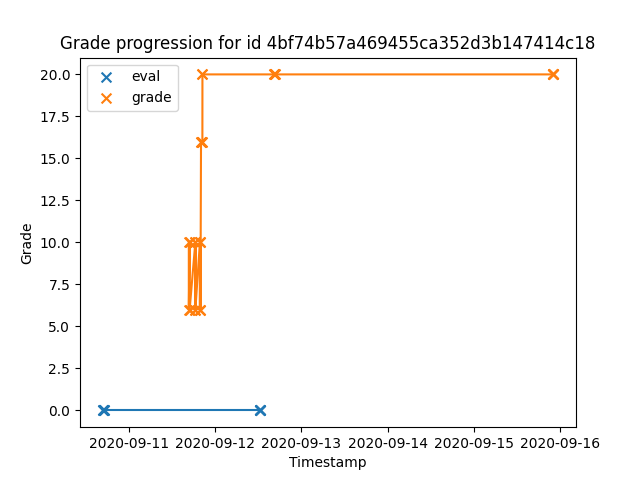 Grade progression for id 4bf74b57a469455ca352d3b147414c18
eval
grade
20.0
17.5
15.0
12.5
10.0
7.5
5.0
2.5
0.0
Grade
2020-09-11 2020-09-12 2020-09-13 2020-09-14 2020-09-15 2020-09-16
Timestamp